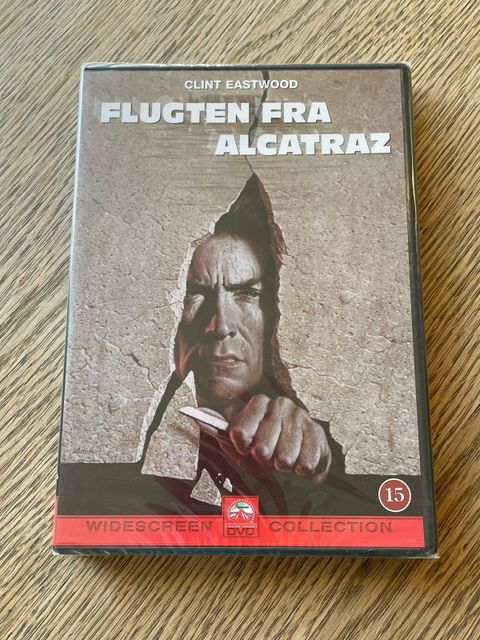 CLINT EASTWOOD
FLUGTEN FRA
ALCATRAZ
15
WIDESCREEN DVD COLLECTION